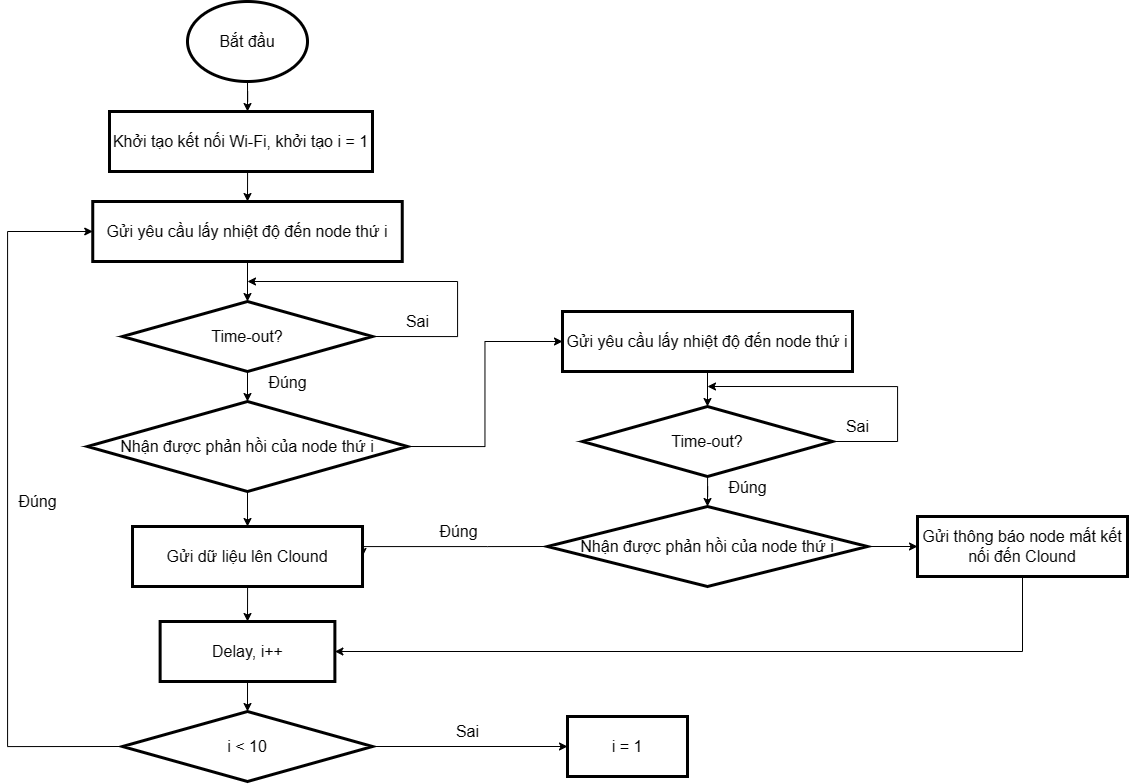 Bắt đầu
Khởi tạo kết nối Wi-Fi, khởi tạo i = 1
Gửi yêu cầu lấy nhiệt độ đến node thứ i
Time-out?
Sai
Đúng
Nhận được phản hồi của node thứ i
Gửi yêu cầu lấy nhiệt độ đến node thứ i
Time-out?
Sai
Đúng
Nhận được phản hồi của node thứ i
Đúng
Gửi thông báo node mất kết
nối đến Clound
Gửi dữ liệu lên Clound
Delay, i++
i < 10
Đúng
Sai
i = 1